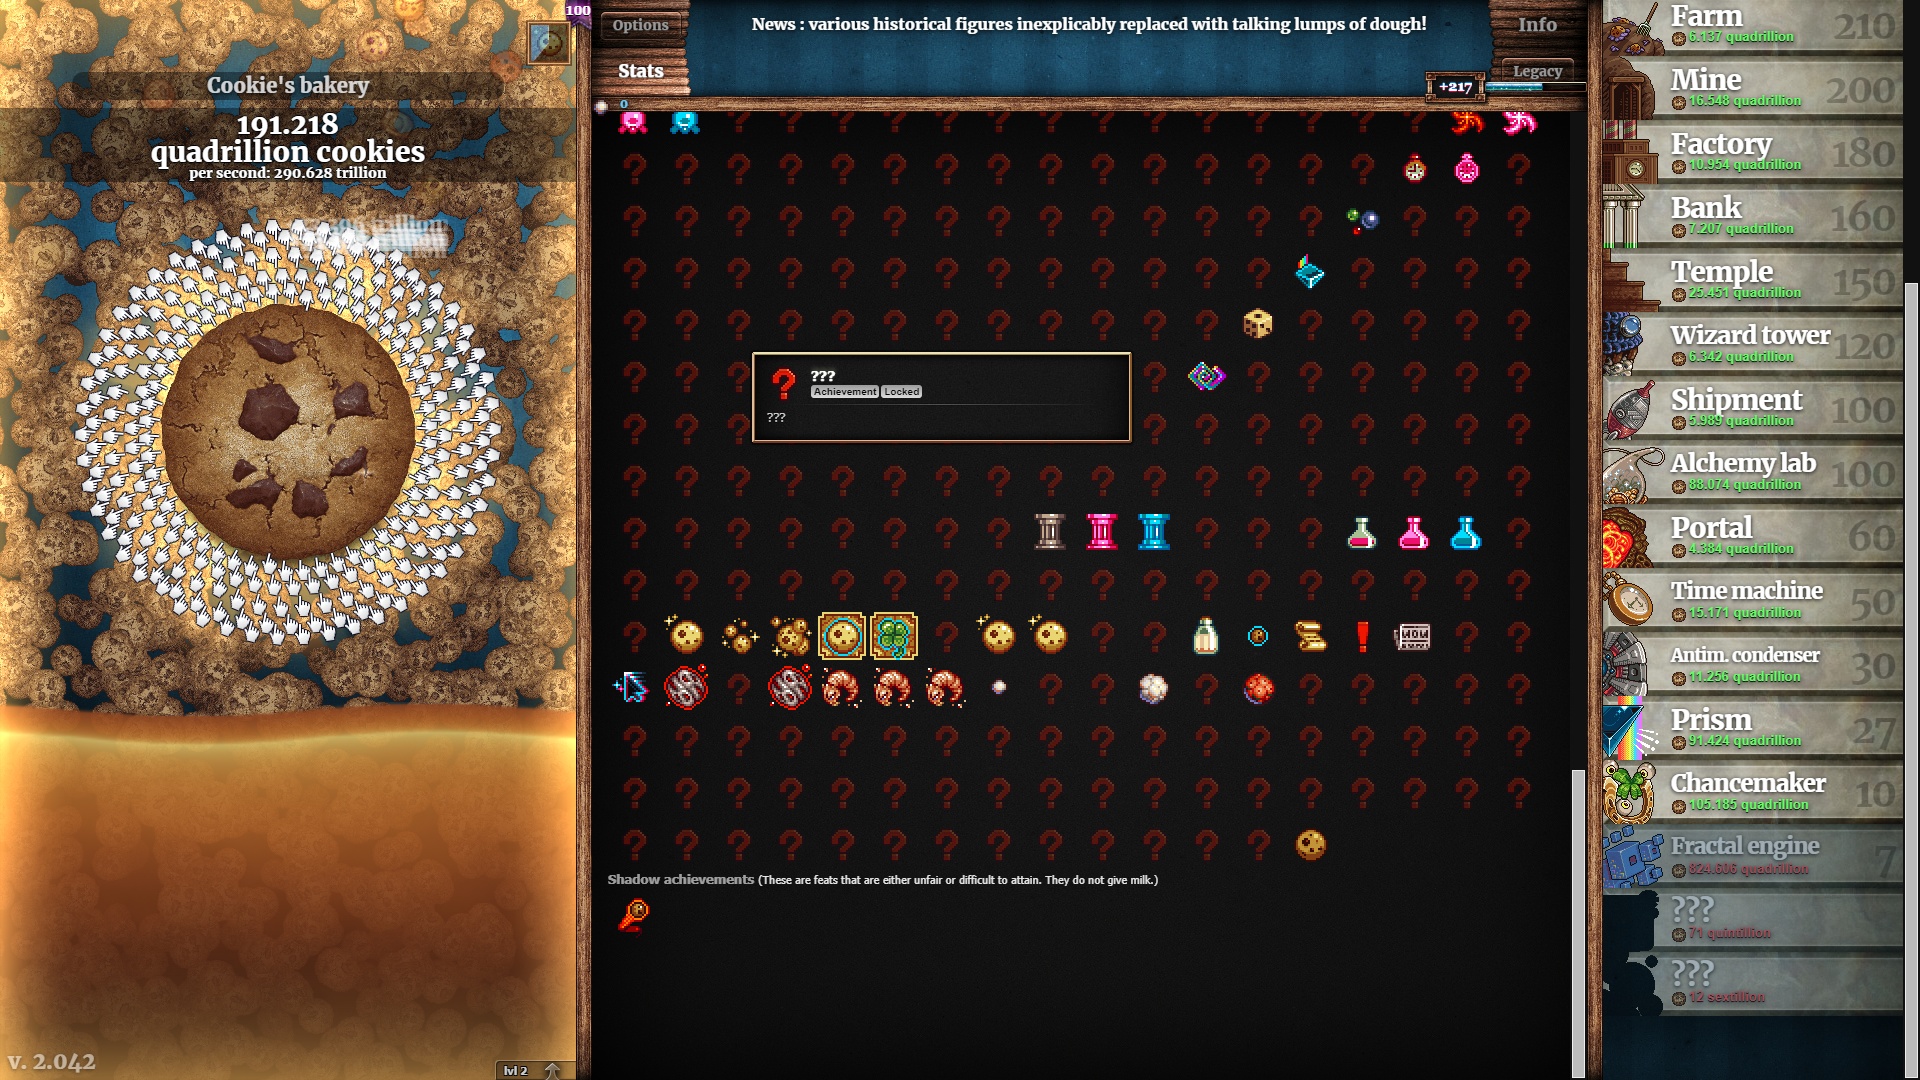 100
Options
News : various historical figures inexplicably replaced with talking lumps of dough!
Info
Stats
Legacy
+217
0
Cookie's bakery
191.218
quadrillion cookies
per second: 290.628 trillion
???
Achievement Locked
???
Shadow achievements (These are feats that are either unfair or difficult to attain. They do not give milk.)
v. 2.042
lvl 2
Farm 210
6.137 quadrillion
Mine 200
16.548 quadrillion
Factory 180
10.954 quadrillion
Bank 160
7.207 quadrillion
Temple 150
25.451 quadrillion
Wizard tower 120
6.342 quadrillion
Shipment 100
5.989 quadrillion
Alchemy lab 100
88.074 quadrillion
Portal 60
4.384 quadrillion
Time machine 50
15.171 quadrillion
Antim. condenser 30
11.256 quadrillion
Prism 27
91.424 quadrillion
Chancemaker 10
105.185 quadrillion
Fractal engine 7
824.606 quadrillion
???
71 quintillion
???
12 sextillion